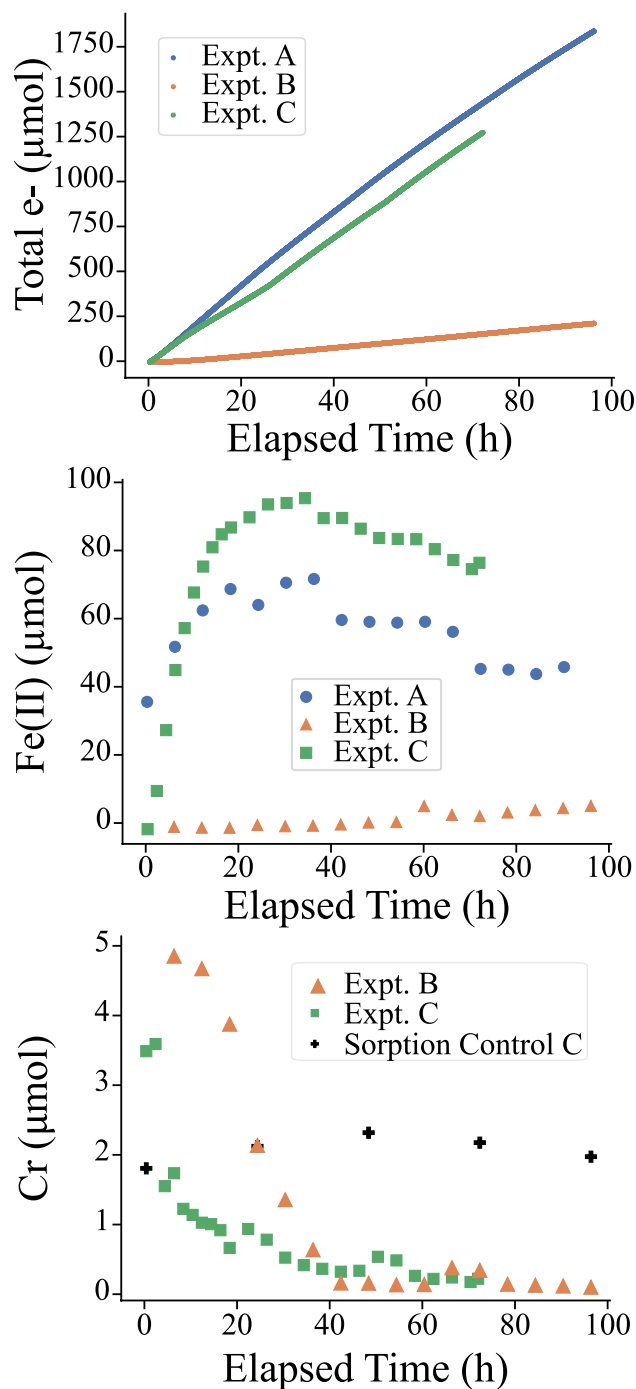 Total e- (μmol)
1750
1500
1250
1000
750
500
250
0
Expt. A
Expt. B
Expt. C
0 20 40 60 80 100
Elapsed Time (h)
Fe(II) (μmol)
100
80
60
40
20
0
Expt. A
Expt. B
Expt. C
0 20 40 60 80 100
Elapsed Time (h)
Cr (μmol)
5
4
3
2
1
0
Expt. B
Expt. C
Sorption Control C
0 20 40 60 80 100
Elapsed Time (h)